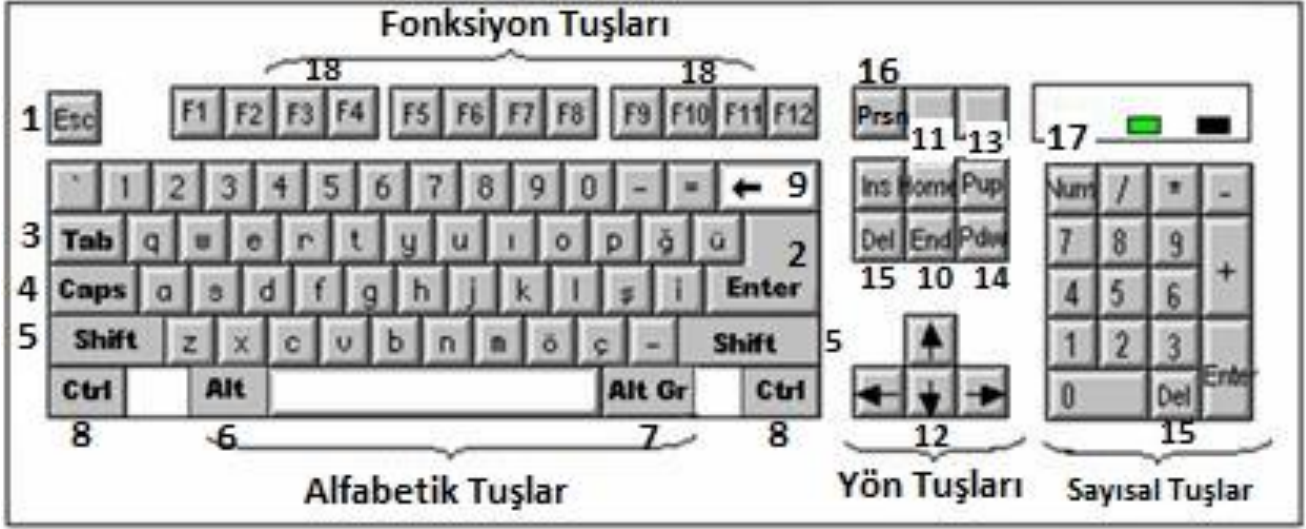 Fonksiyon Tuşları
18 18 16
1 Esc F1 F2 F3 F4 F5 F6 F7 F8 F9 F10 F11 F12 Prsn
11 13 17
` 1 2 3 4 5 6 7 8 9 0 - = ← 9 Ins Home Pup Num / * -
3 Tab q w e r t y u ı o p ğ ü 2 Del End Pdw 7 8 9 +
4 Caps a s d f g h j k l ş i Enter 15 10 14 4 5 6
5 Shift z x c v b n m ö ç - Shift 5 ↑ 1 2 3 Enter
Ctrl Alt Alt Gr Ctrl ← ↓ → 0 Del
8 6 7 8 12 15
Alfabetik Tuşlar Yön Tuşları Sayısal Tuşlar